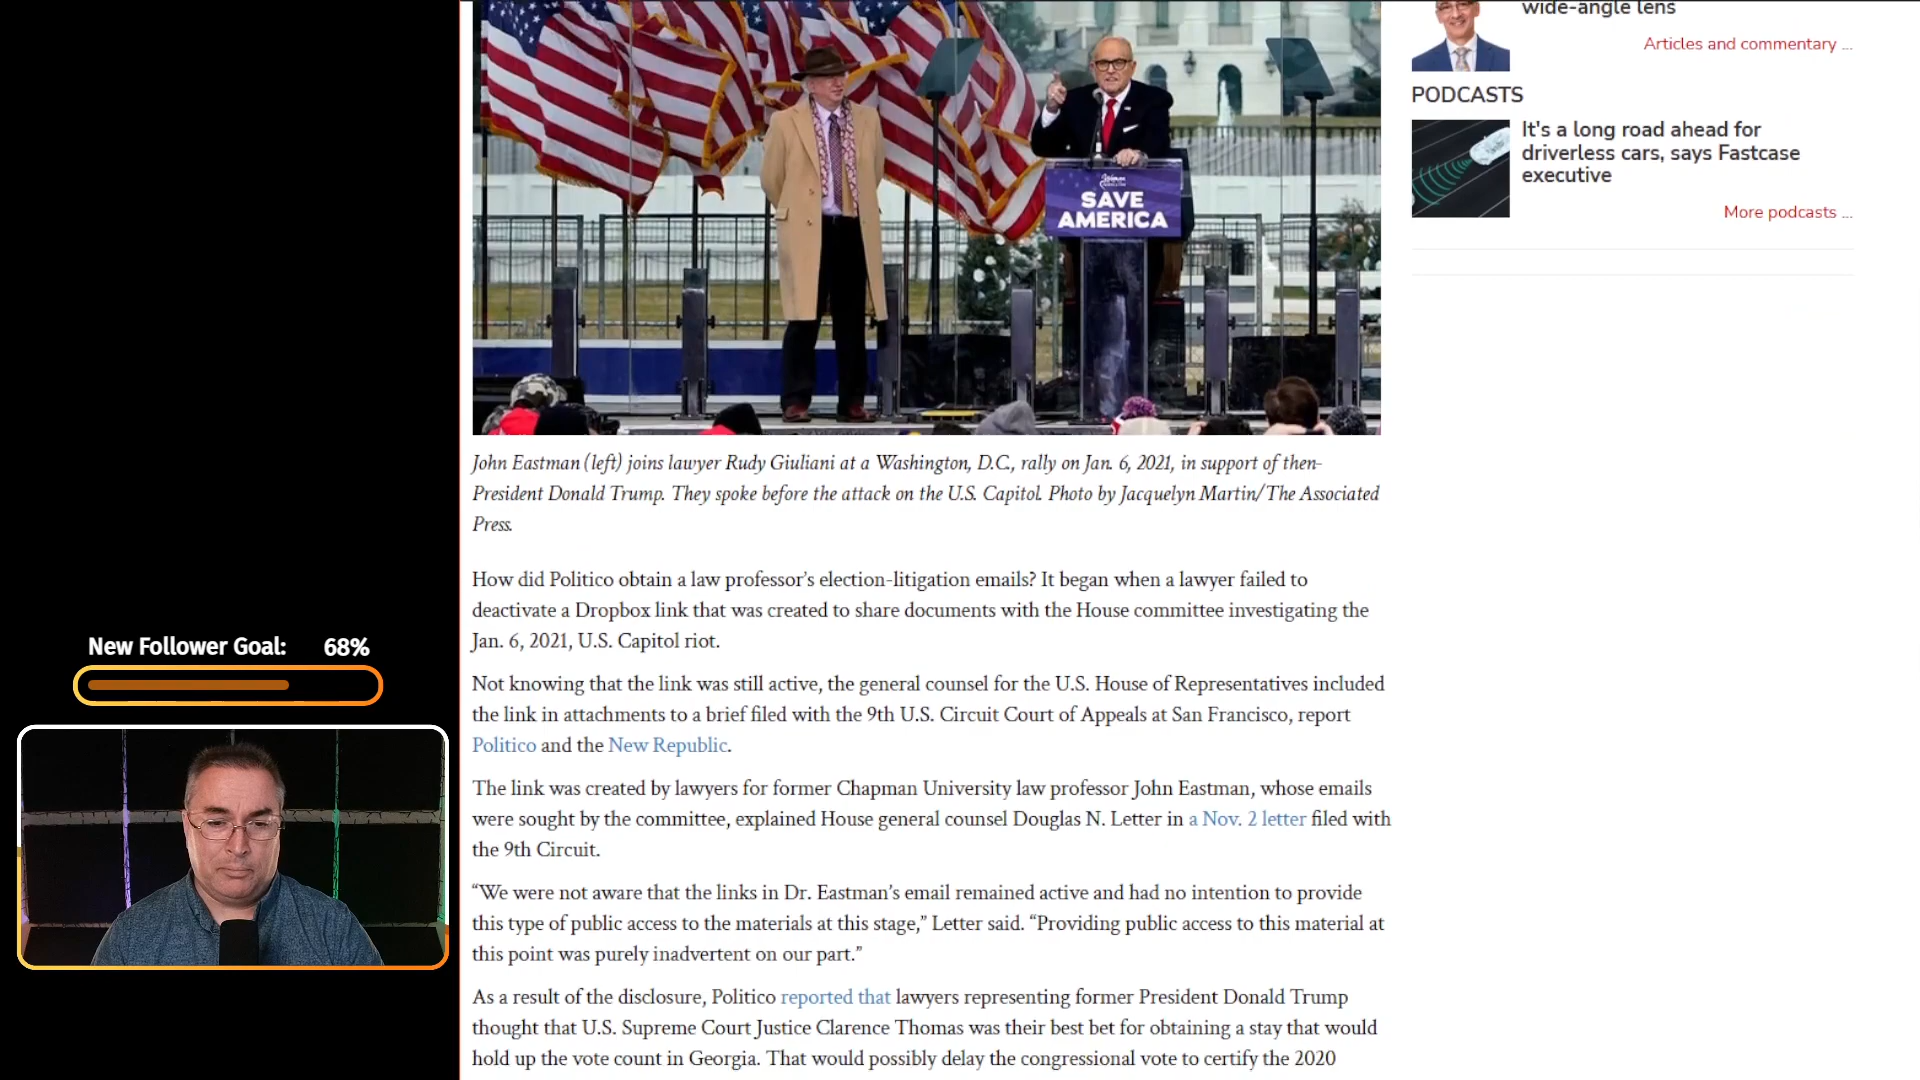 wide-angle lens
Articles and commentary ...
PODCASTS
It's a long road ahead for
driverless cars, says Fastcase
executive
More podcasts ...
SAVE
AMERICA
John Eastman (left) joins lawyer Rudy Giuliani at a Washington, D.C., rally on Jan. 6, 2021, in support of then-
President Donald Trump. They spoke before the attack on the U.S. Capitol. Photo by Jacquelyn Martin/The Associated
Press.
How did Politico obtain a law professor’s election-litigation emails? It began when a lawyer failed to
deactivate a Dropbox link that was created to share documents with the House committee investigating the
Jan. 6, 2021, U.S. Capitol riot.
Not knowing that the link was still active, the general counsel for the U.S. House of Representatives included
the link in attachments to a brief filed with the 9th U.S. Circuit Court of Appeals at San Francisco, report
Politico and the New Republic.
The link was created by lawyers for former Chapman University law professor John Eastman, whose emails
were sought by the committee, explained House general counsel Douglas N. Letter in a Nov. 2 letter filed with
the 9th Circuit.
“We were not aware that the links in Dr. Eastman’s email remained active and had no intention to provide
this type of public access to the materials at this stage,” Letter said. “Providing public access to this material at
this point was purely inadvertent on our part.”
As a result of the disclosure, Politico reported that lawyers representing former President Donald Trump
thought that U.S. Supreme Court Justice Clarence Thomas was their best bet for obtaining a stay that would
hold up the vote count in Georgia. That would possibly delay the congressional vote to certify the 2020
New Follower Goal: 68%